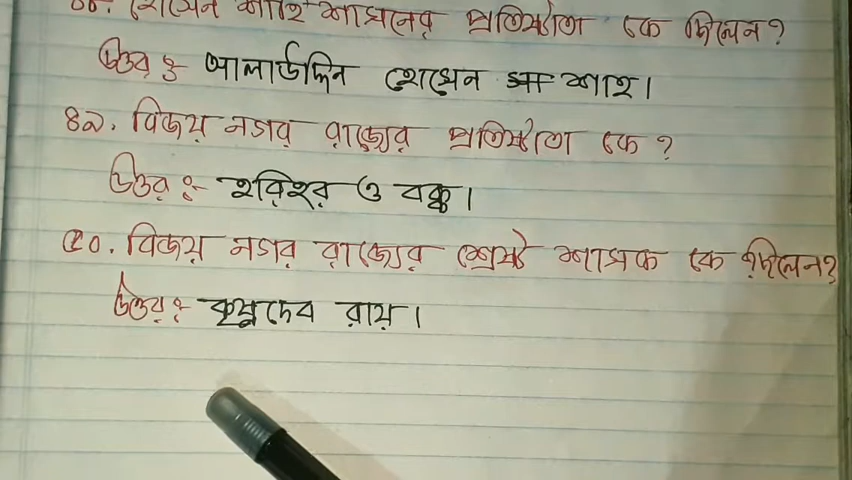 হোসেন শাহি শাসনের প্রতিষ্ঠাতা কে ছিলেন?
উত্তর ঃ আলাউদ্দিন হোসেন শাহ।
৪৯. বিজয় নগর রাজ্যের প্রতিষ্ঠাতা কে?
উত্তর ঃ- হরিহর ও বুক্ক।
৫০. বিজয় নগর রাজ্যের শ্রেষ্ঠ শাসক কে ছিলেন?
উত্তর ঃ কৃষ্ণদেব রায়।